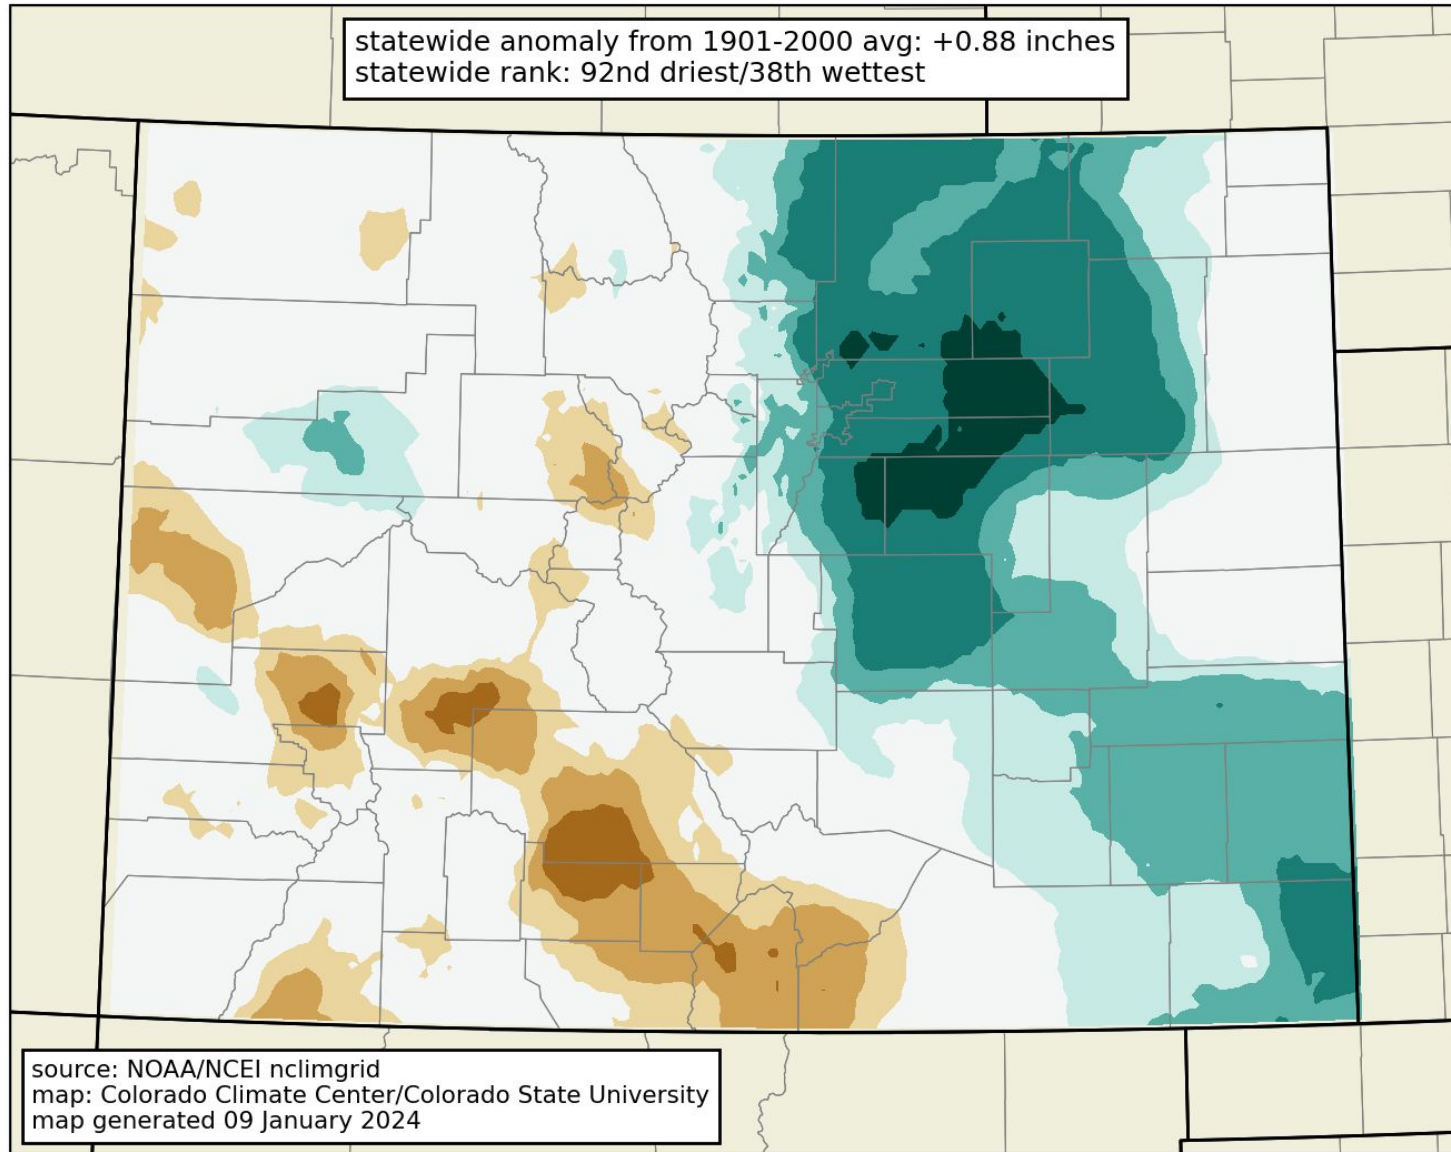 statewide anomaly from 1901-2000 avg: +0.88 inches
statewide rank: 92nd driest/38th wettest
source: NOAA/NCEI nclimgrid
map: Colorado Climate Center/Colorado State University
map generated 09 January 2024